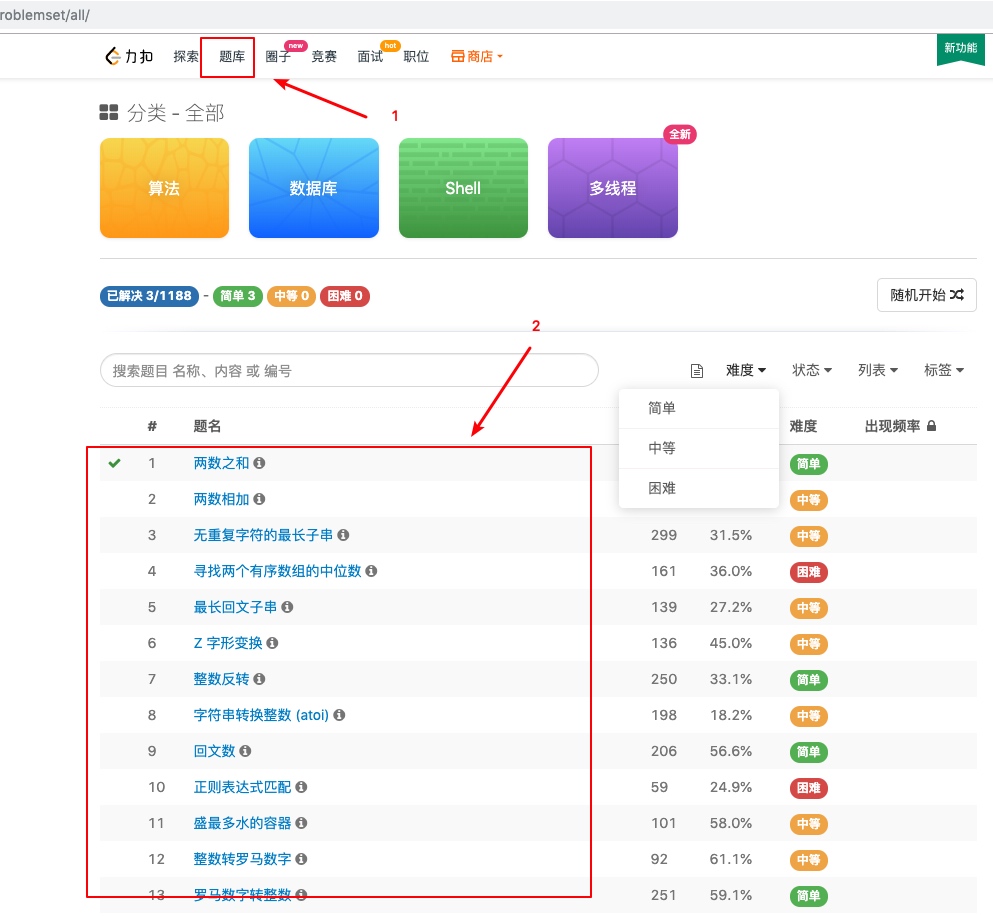 roblemset/all/
力扣 探索 题库 圈子 new 竞赛 面试 hot 职位 商店 新功能
1
分类 - 全部
全新
算法 数据库 Shell 多线程
已解决 3/1188 - 简单 3 中等 0 困难 0 随机开始
2
搜索题目 名称、内容 或 编号 难度 状态 列表 标签
简单
中等
困难
# 题名 难度 出现频率
1 两数之和 简单
2 两数相加 中等
3 无重复字符的最长子串 299 31.5% 中等
4 寻找两个有序数组的中位数 161 36.0% 困难
5 最长回文子串 139 27.2% 中等
6 Z 字形变换 136 45.0% 中等
7 整数反转 250 33.1% 简单
8 字符串转换整数 (atoi) 198 18.2% 中等
9 回文数 206 56.6% 简单
10 正则表达式匹配 59 24.9% 困难
11 盛最多水的容器 101 58.0% 中等
12 整数转罗马数字 92 61.1% 中等
13 罗马数字转整数 251 59.1% 简单